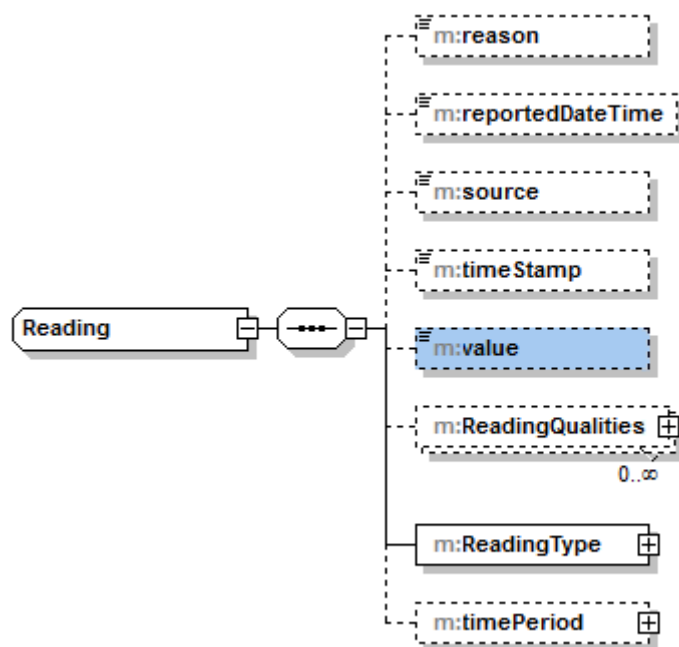 m:reason
m:reportedDateTime
m:source
m:timeStamp
Reading
m:value
m:ReadingQualities
0..∞
m:ReadingType
m:timePeriod